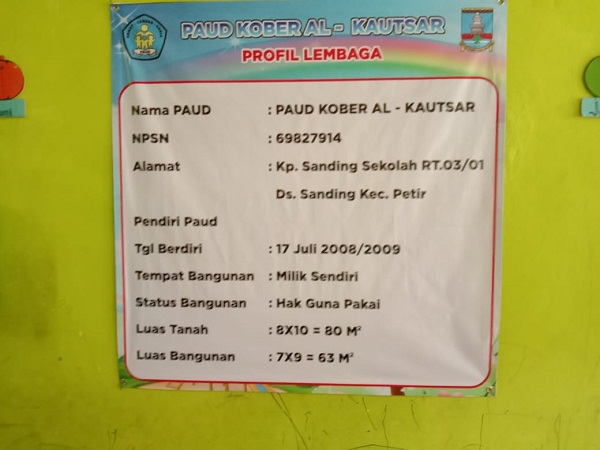 PAUD KOBER AL - KAUTSAR
PROFIL LEMBAGA
Nama PAUD : PAUD KOBER AL - KAUTSAR
NPSN : 69827914
Alamat : Kp. Sanding Sekolah RT.03/01
Ds. Sanding Kec. Petir
Pendiri Paud
Tgl Berdiri : 17 Juli 2008/2009
Tempat Bangunan : Milik Sendiri
Status Bangunan : Hak Guna Pakai
Luas Tanah : 8X10 = 80 M²
Luas Bangunan : 7X9 = 63 M²